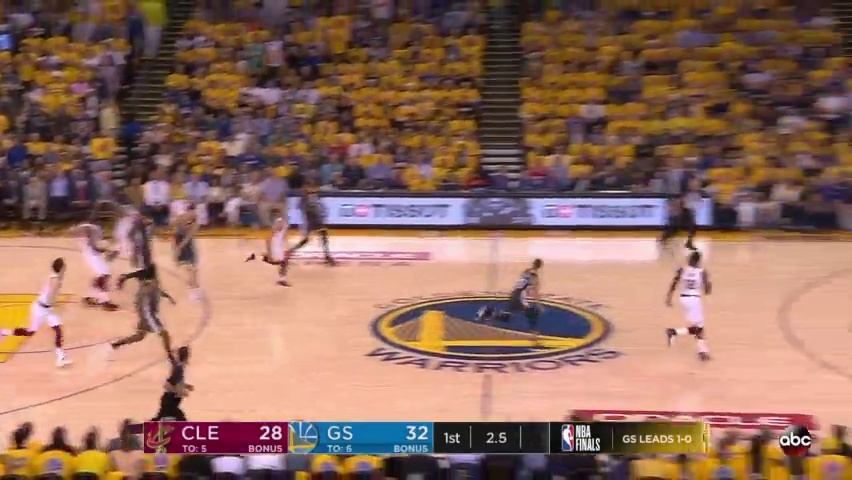 TISSOT TISSOT
WARRIORS
ORACLE
CLE 28 GS 32 1st 2.5 NBA FINALS GS LEADS 1-0 abc
TO: 5 BONUS TO: 6 BONUS